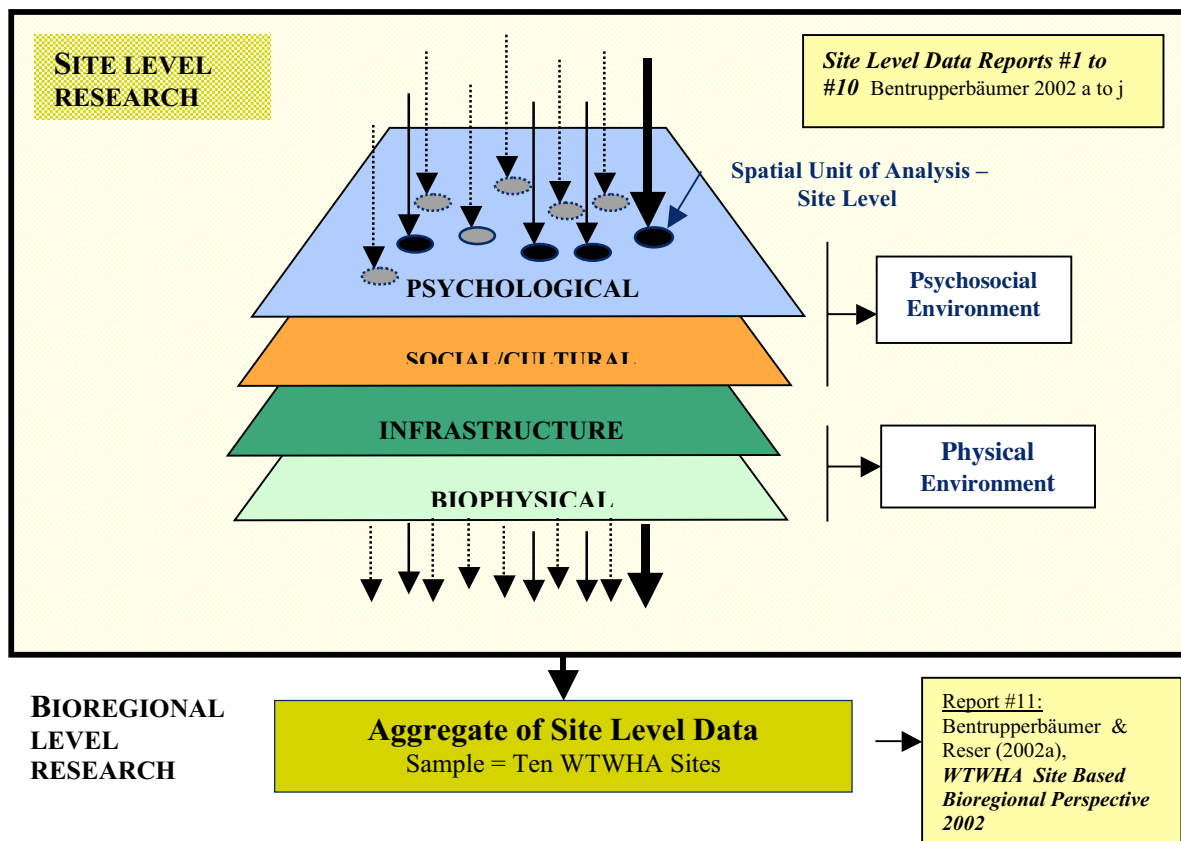 SITE LEVEL
RESEARCH
Site Level Data Reports #1 to
#10 Bentrupperbäumer 2002 a to j
Spatial Unit of Analysis –
Site Level
PSYCHOLOGICAL
Psychosocial
Environment
SOCIAL/CULTURAL
INFRASTRUCTURE
Physical
Environment
BIOPHYSICAL
BIOREGIONAL
LEVEL
RESEARCH
Aggregate of Site Level Data
Sample = Ten WTWHA Sites
Report #11:
Bentrupperbäumer &
Reser (2002a),
WTWHA Site Based
Bioregional Perspective
2002